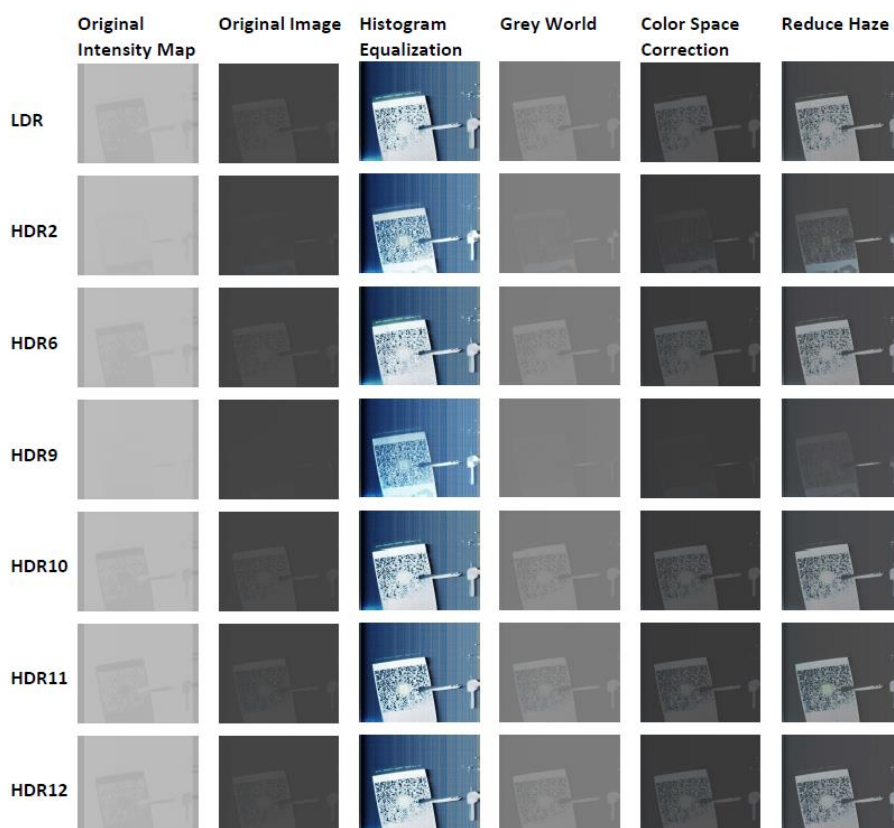 Original Intensity Map
Original Image
Histogram Equalization
Grey World
Color Space Correction
Reduce Haze
LDR
HDR2
HDR6
HDR9
HDR10
HDR11
HDR12